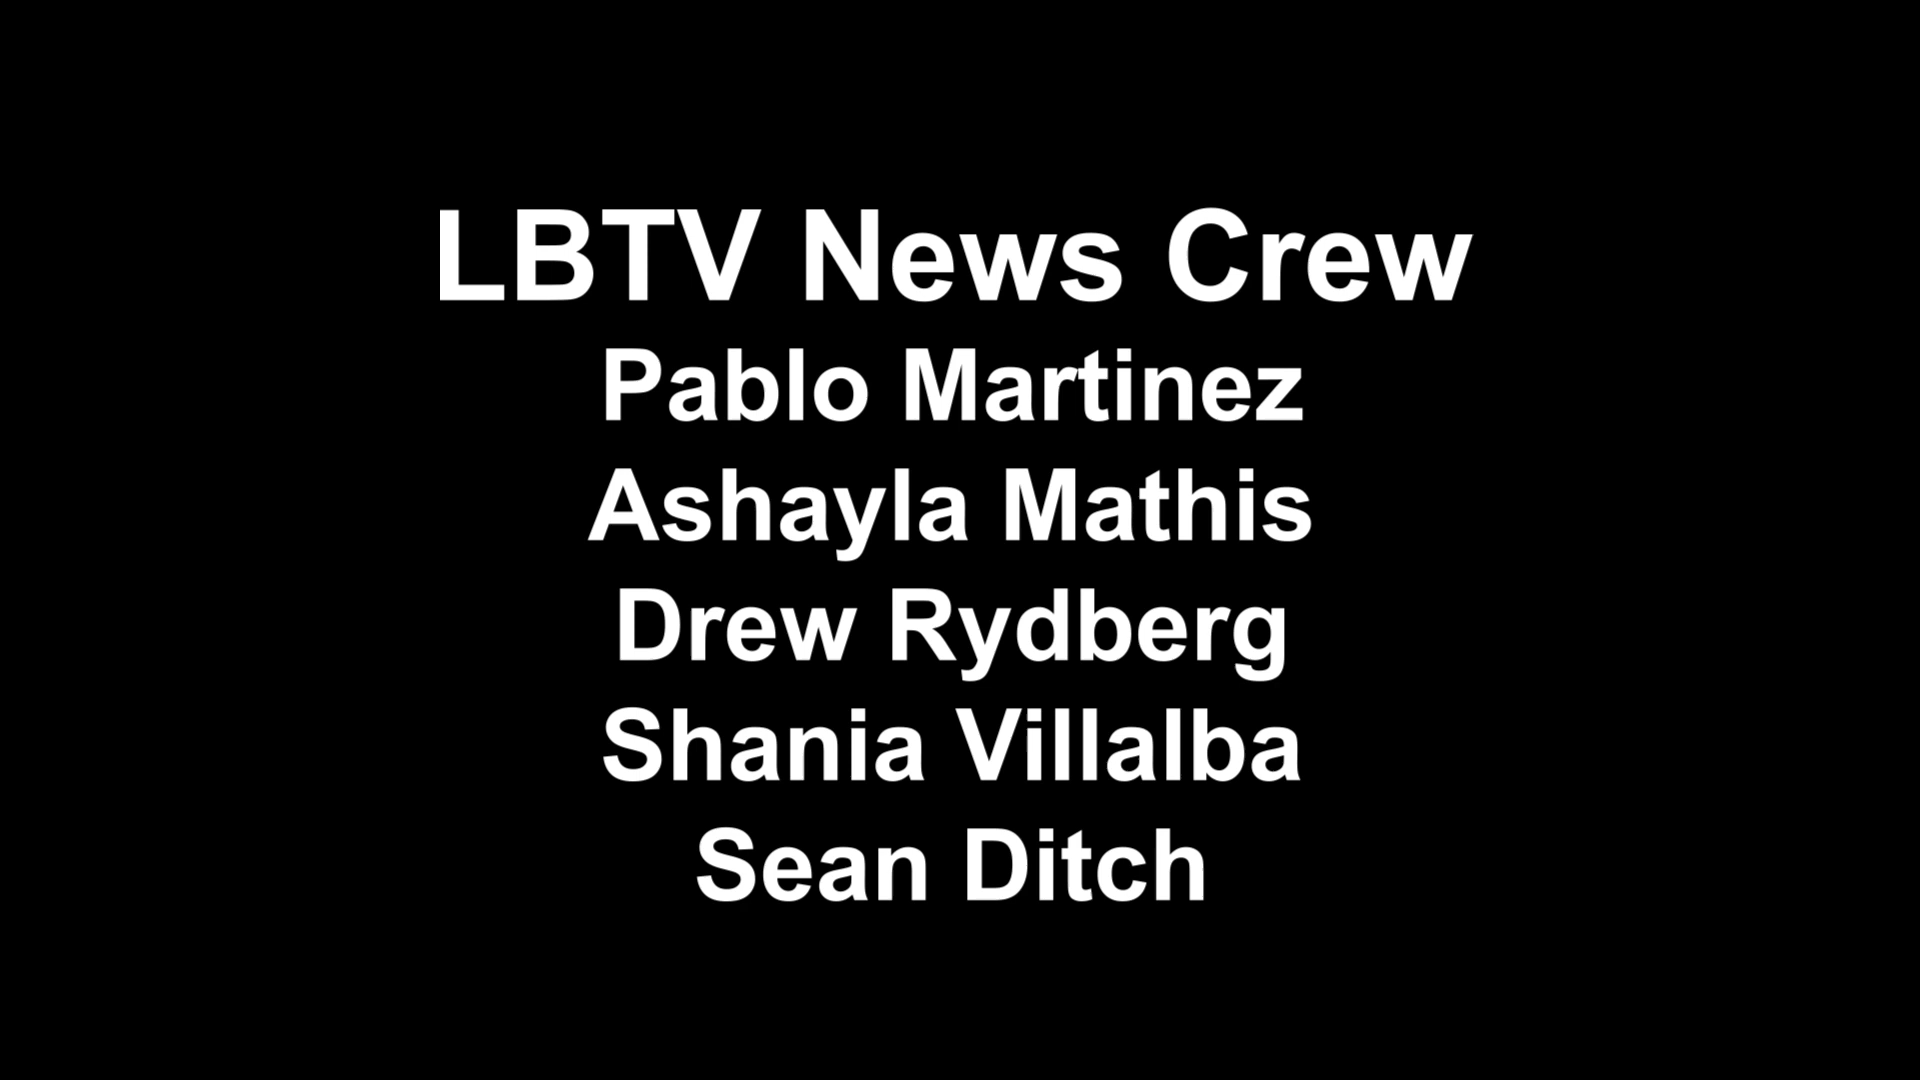 LBTV News Crew
Pablo Martinez
Ashayla Mathis
Drew Rydberg
Shania Villalba
Sean Ditch